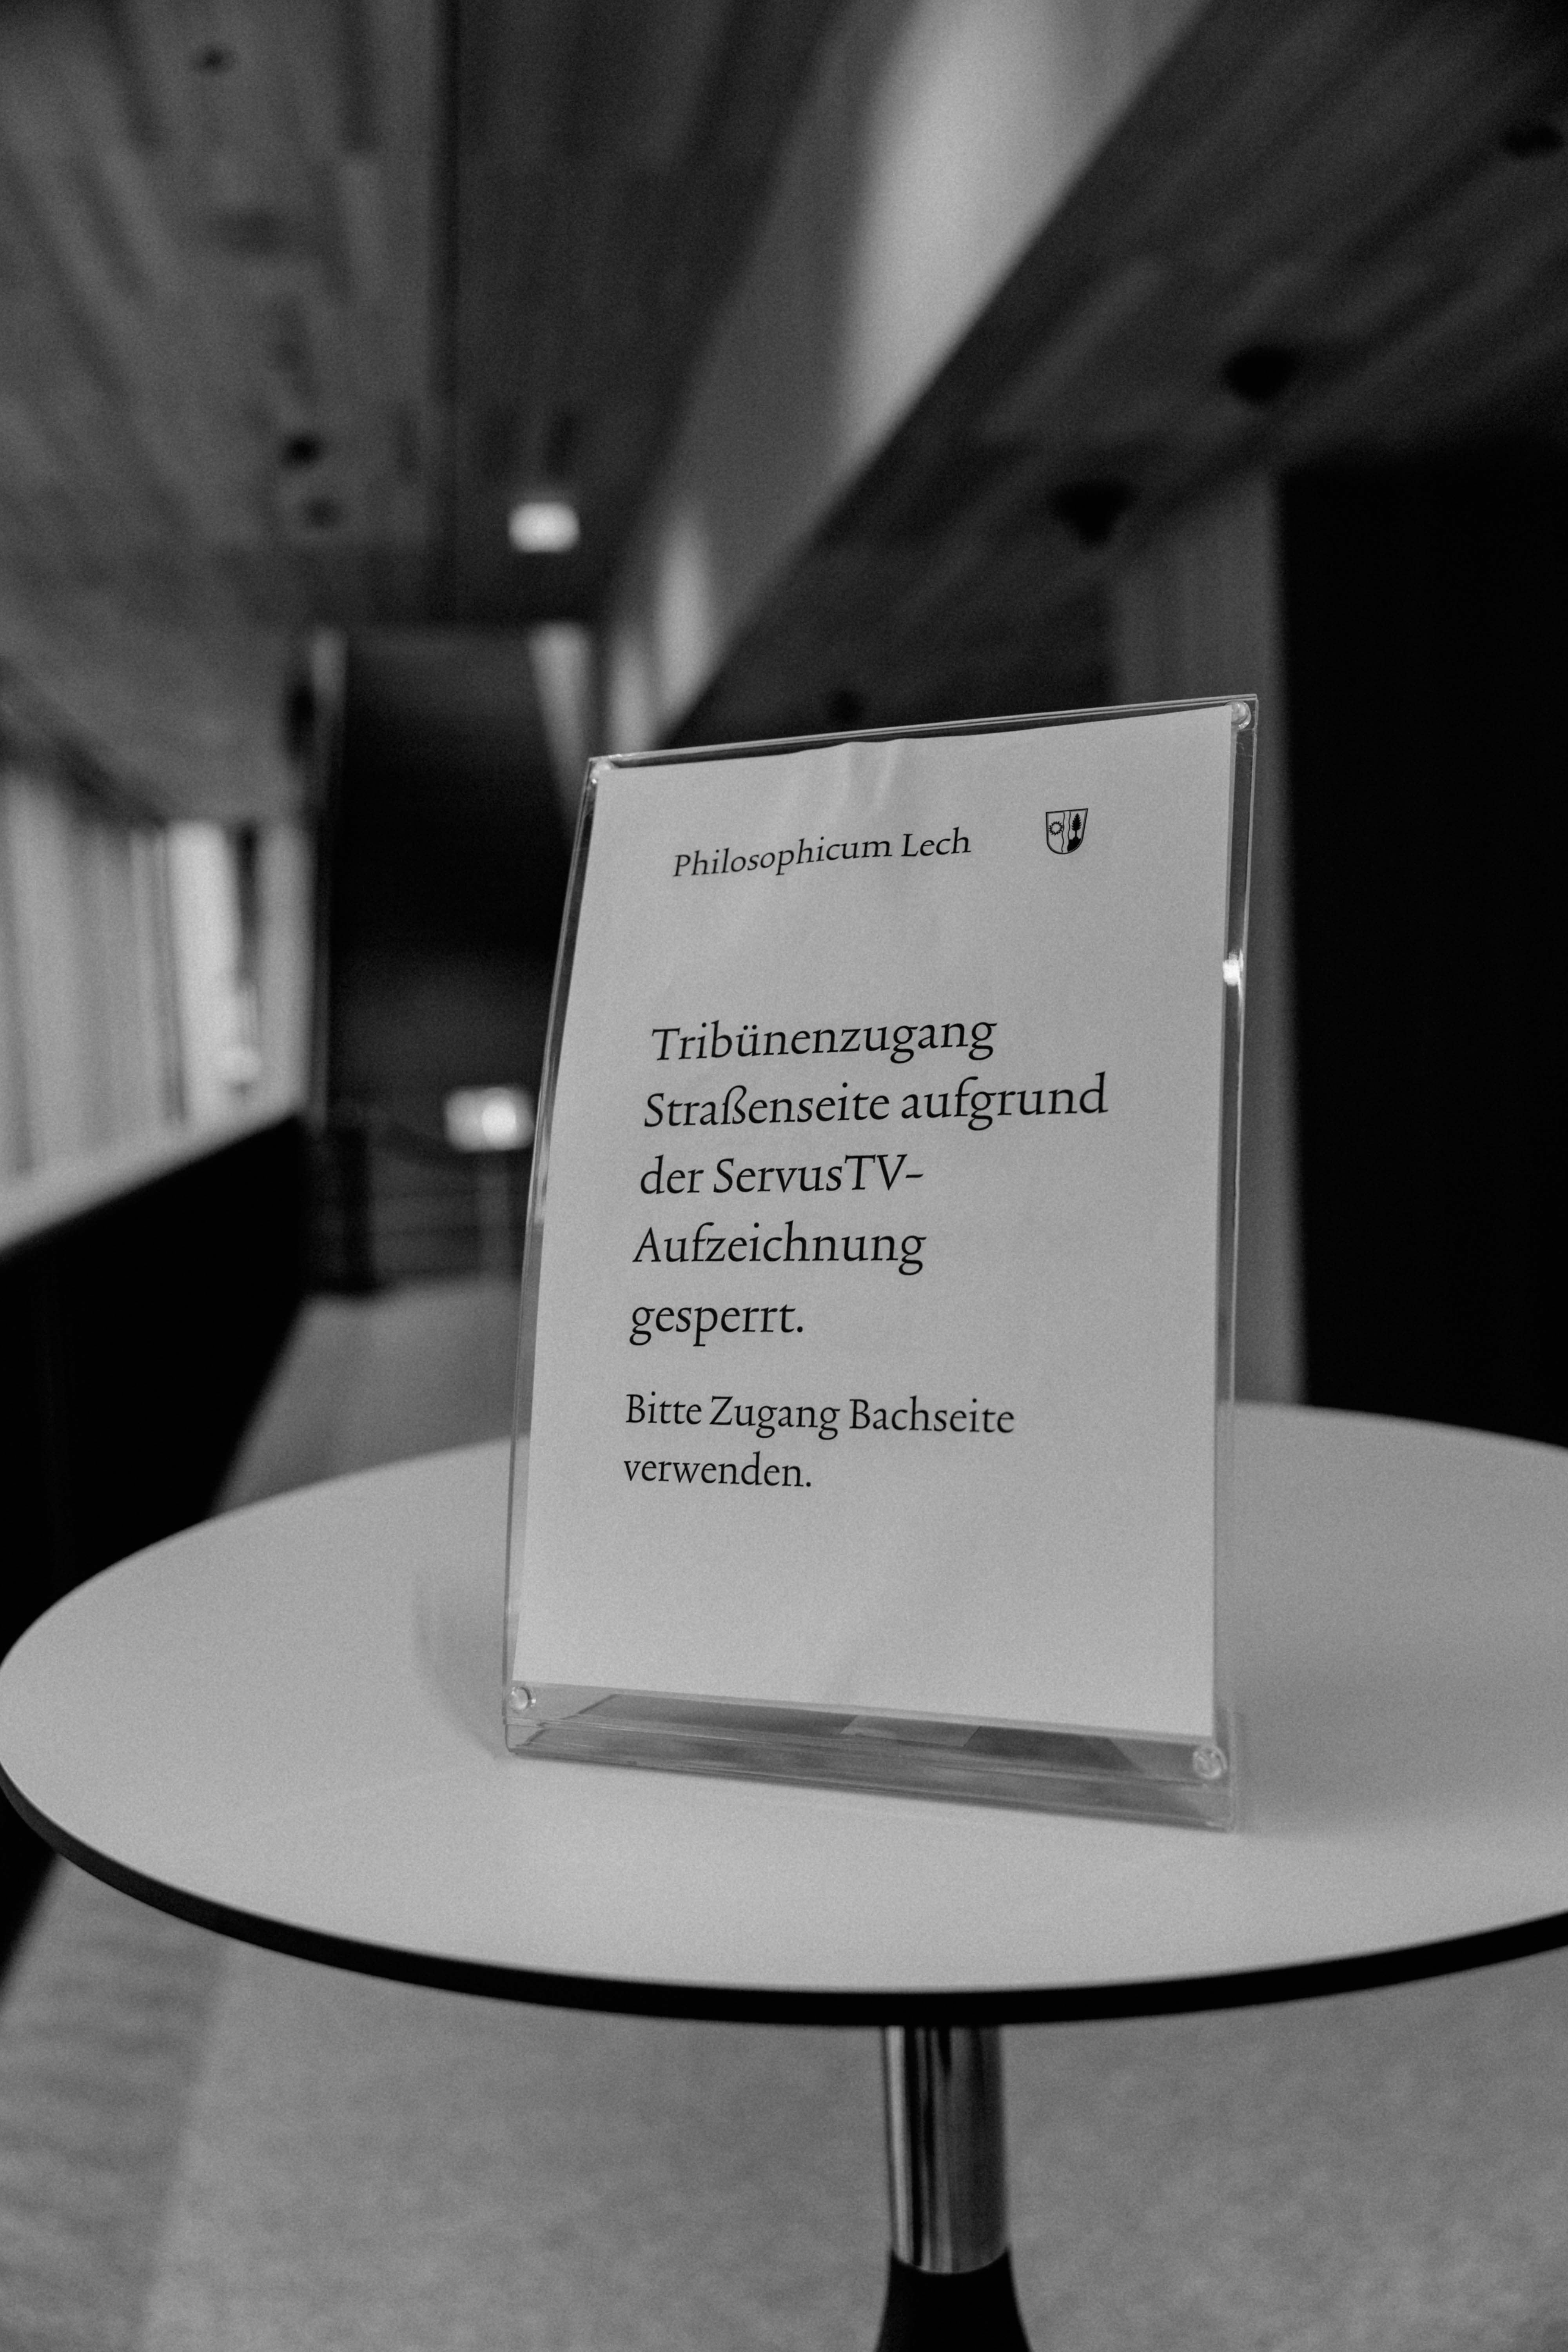 Philosophicum Lech
Tribünenzugang
Straßenseite aufgrund
der ServusTV-
Aufzeichnung
gesperrt.
Bitte Zugang Bachseite
verwenden.